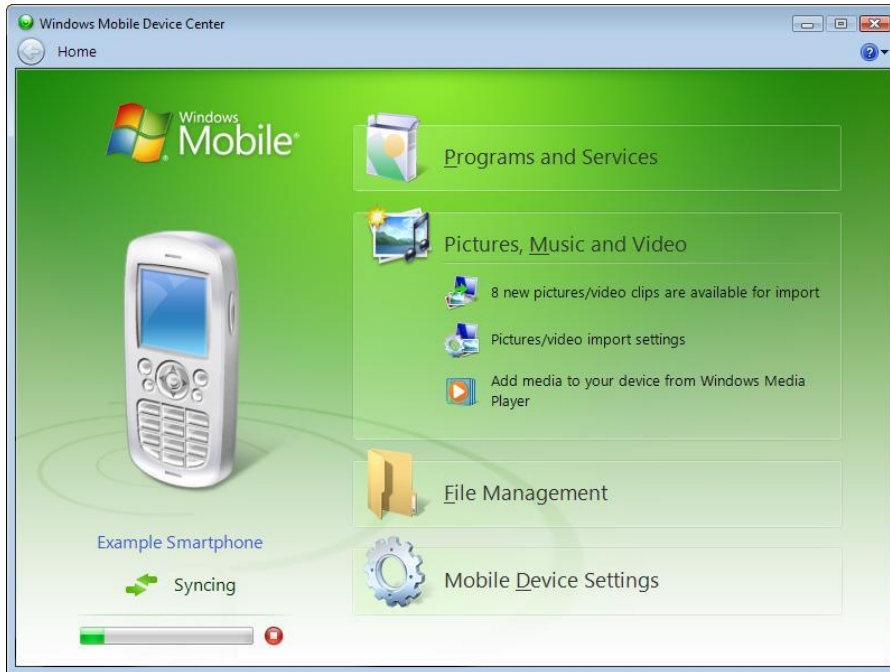 Windows Mobile Device Center
Home
Windows
Mobile®
Programs and Services
Pictures, Music and Video
8 new pictures/video clips are available for import
Pictures/video import settings
Add media to your device from Windows Media
Player
File Management
Example Smartphone
Mobile Device Settings
Syncing